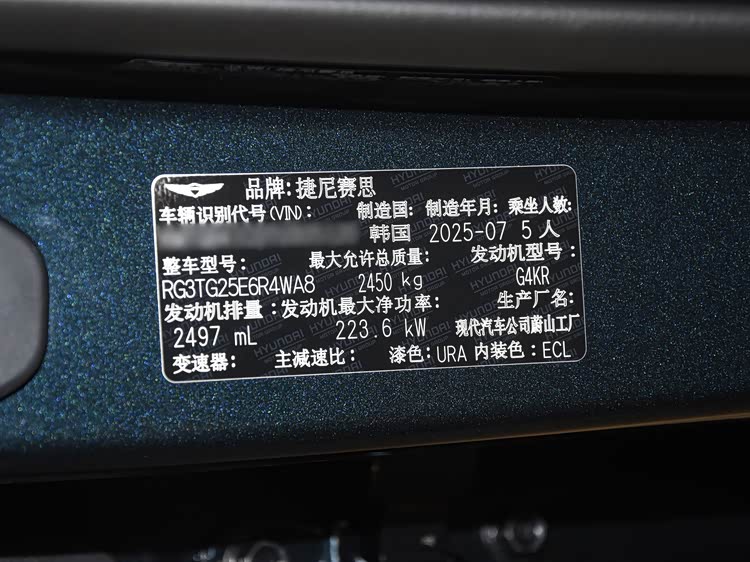 品牌:捷尼赛思
车辆识别代号(VIN): 制造国: 制造年月: 乘坐人数:
韩国 2025-07 5 人
整车型号: 最大允许总质量: 发动机型号:
RG3TG25E6R4WA8 2450 kg G4KR
发动机排量: 发动机最大净功率: 生产厂名:
2497 mL 223.6 kW 现代汽车公司蔚山工厂
变速器: 主减速比: 漆色:URA 内装色:ECL
HYUNDAI
MOTOR GROUP